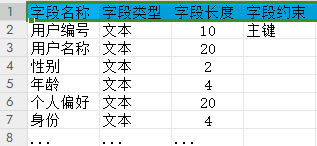 1 字段名称 字段类型 字段长度 字段约束
2 用户编号 文本 10 主键
3 用户名称 文本 20
4 性别 文本 2
5 年龄 文本 4
6 个人偏好 文本 20
7 身份 文本 4
8 ... ... ...